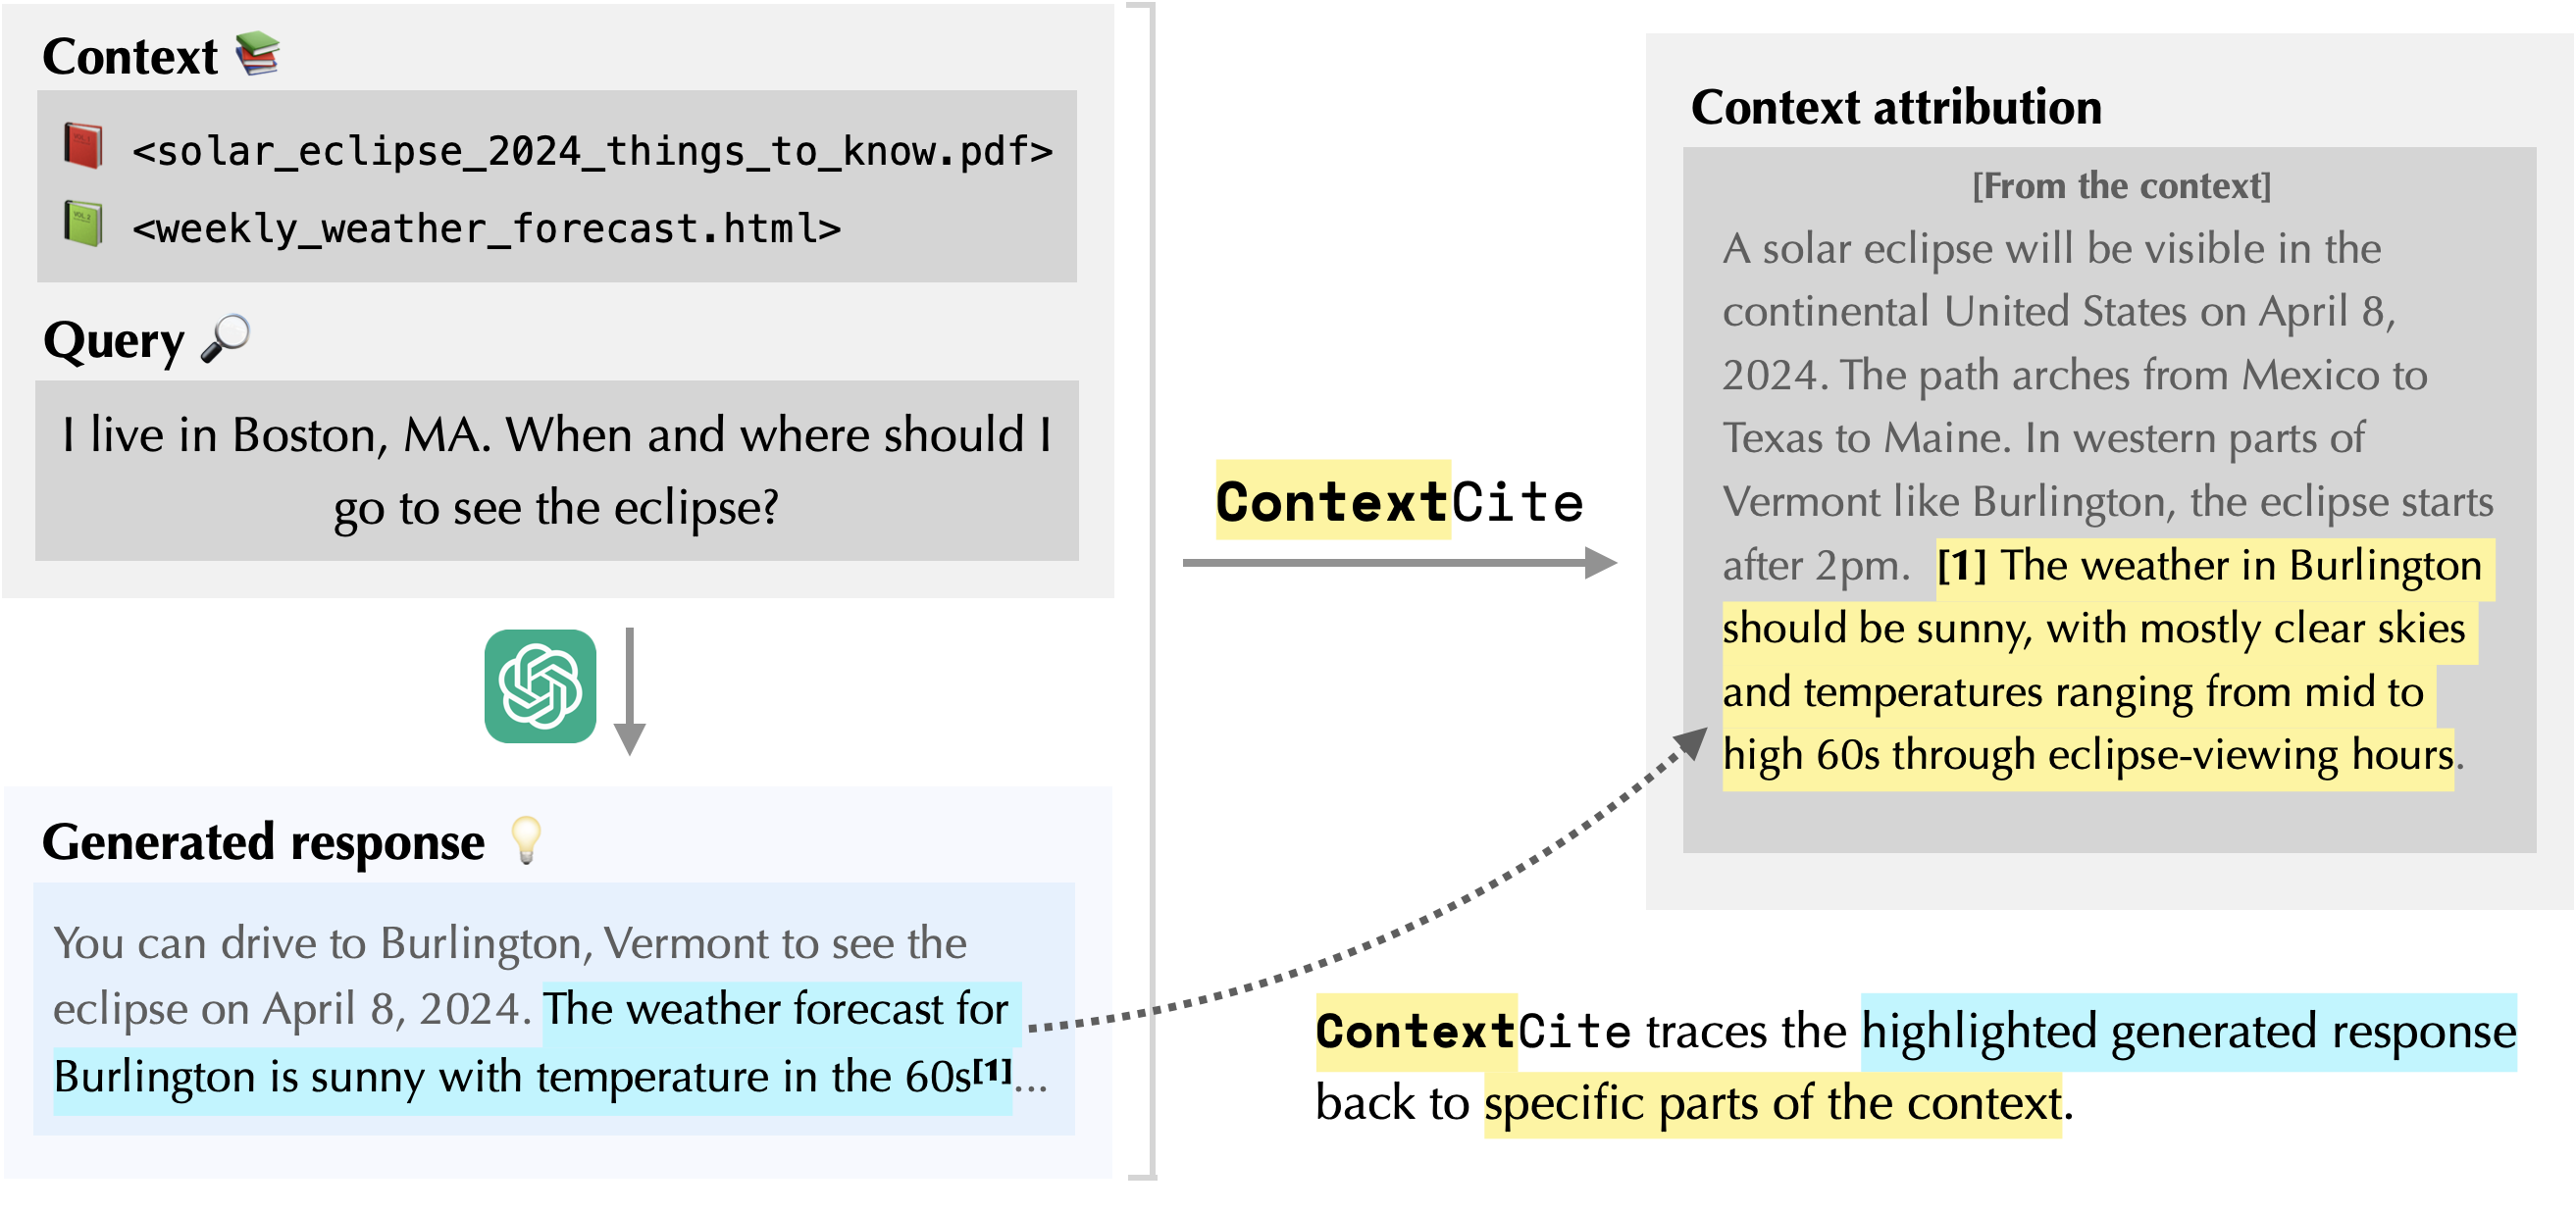 Context
<solar_eclipse_2024_things_to_know.pdf>
<weekly_weather_forecast.html>
Query
I live in Boston, MA. When and where should I
go to see the eclipse?
Generated response
You can drive to Burlington, Vermont to see the
eclipse on April 8, 2024. The weather forecast for
Burlington is sunny with temperature in the 60s[1]...
ContextCite
Context attribution
[From the context]
A solar eclipse will be visible in the
continental United States on April 8,
2024. The path arches from Mexico to
Texas to Maine. In western parts of
Vermont like Burlington, the eclipse starts
after 2pm. [1] The weather in Burlington
should be sunny, with mostly clear skies
and temperatures ranging from mid to
high 60s through eclipse-viewing hours.
ContextCite traces the highlighted generated response
back to specific parts of the context.